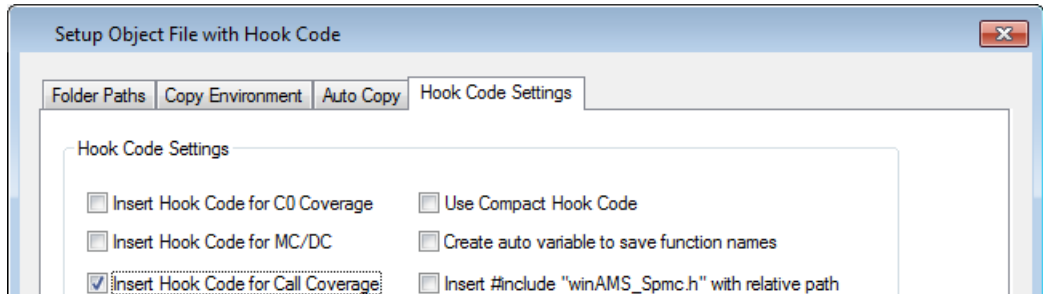 Setup Object File with Hook Code
Folder Paths Copy Environment Auto Copy Hook Code Settings
Hook Code Settings
Insert Hook Code for C0 Coverage Use Compact Hook Code
Insert Hook Code for MC/DC Create auto variable to save function names
Insert Hook Code for Call Coverage Insert #include "winAMS_Spmc.h" with relative path